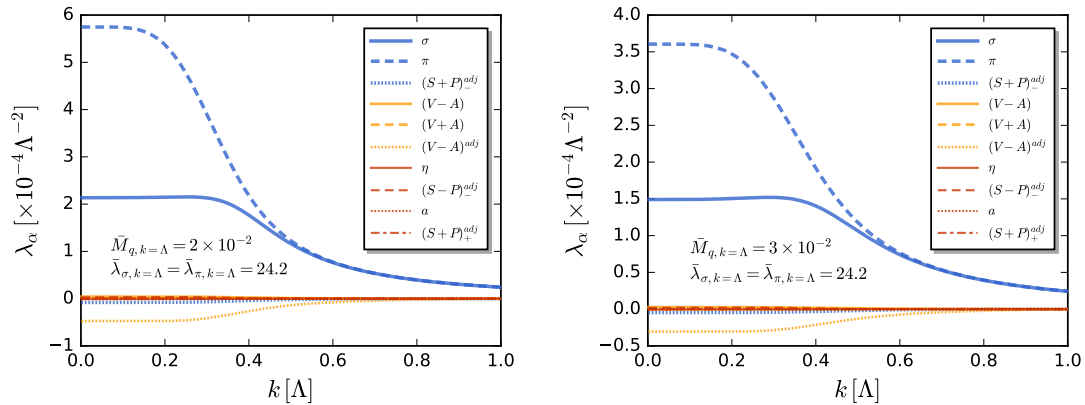 6
5
4
3
2
1
0
−1
λ_α [×10⁻⁴ Λ⁻²]
σ
π
(S+P)₋^{adj}
(V−A)
(V+A)
(V−A)^{adj}
η
(S−P)₋^{adj}
a
(S+P)₊^{adj}
M̄_{q, k=Λ} = 2 × 10⁻²
λ̄_{σ, k=Λ} = λ̄_{π, k=Λ} = 24.2
0.0 0.2 0.4 0.6 0.8 1.0
k [Λ]
4.0
3.5
3.0
2.5
2.0
1.5
1.0
0.5
0.0
−0.5
λ_α [×10⁻⁴ Λ⁻²]
σ
π
(S+P)₋^{adj}
(V−A)
(V+A)
(V−A)^{adj}
η
(S−P)₋^{adj}
a
(S+P)₊^{adj}
M̄_{q, k=Λ} = 3 × 10⁻²
λ̄_{σ, k=Λ} = λ̄_{π, k=Λ} = 24.2
0.0 0.2 0.4 0.6 0.8 1.0
k [Λ]